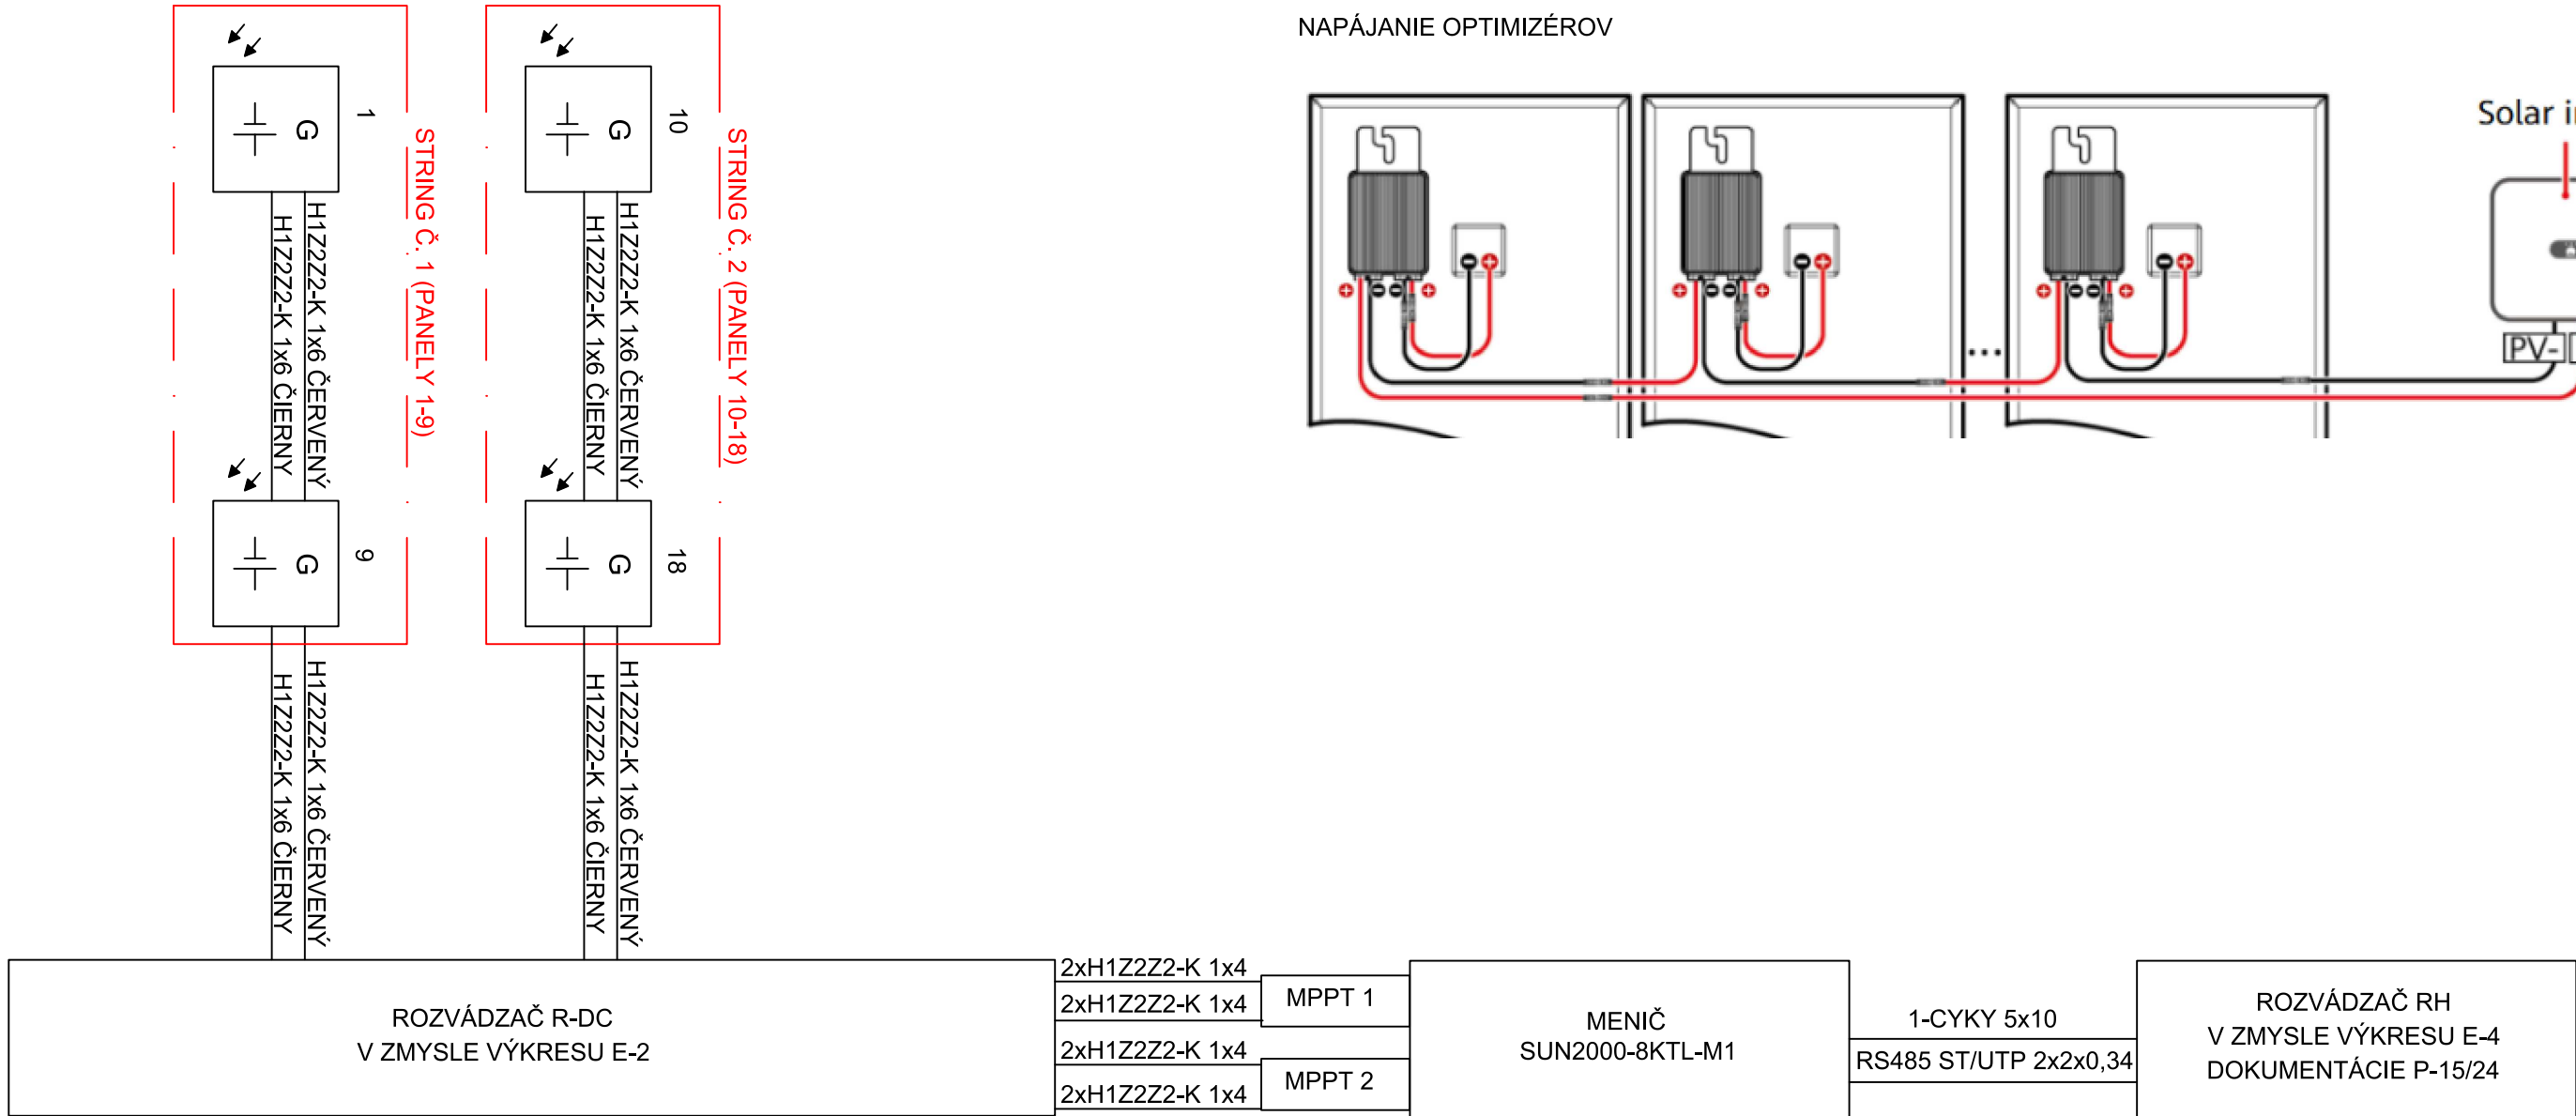 NAPÁJANIE OPTIMIZÉROV
1
G
STRING Č. 1 (PANELY 1-9)
H1Z2Z2-K 1x6 ČERVENÝ
H1Z2Z2-K 1x6 ČIERNY
9
G
H1Z2Z2-K 1x6 ČERVENÝ
H1Z2Z2-K 1x6 ČIERNY
10
G
STRING Č. 2 (PANELY 10-18)
H1Z2Z2-K 1x6 ČERVENÝ
H1Z2Z2-K 1x6 ČIERNY
18
G
H1Z2Z2-K 1x6 ČERVENÝ
H1Z2Z2-K 1x6 ČIERNY
Solar
...
PV-
ROZVÁDZAČ R-DC
V ZMYSLE VÝKRESU E-2
2xH1Z2Z2-K 1x4
2xH1Z2Z2-K 1x4
2xH1Z2Z2-K 1x4
2xH1Z2Z2-K 1x4
MPPT 1
MPPT 2
MENIČ
SUN2000-8KTL-M1
1-CYKY 5x10
RS485 ST/UTP 2x2x0,34
ROZVÁDZAČ RH
V ZMYSLE VÝKRESU E-4
DOKUMENTÁCIE P-15/24